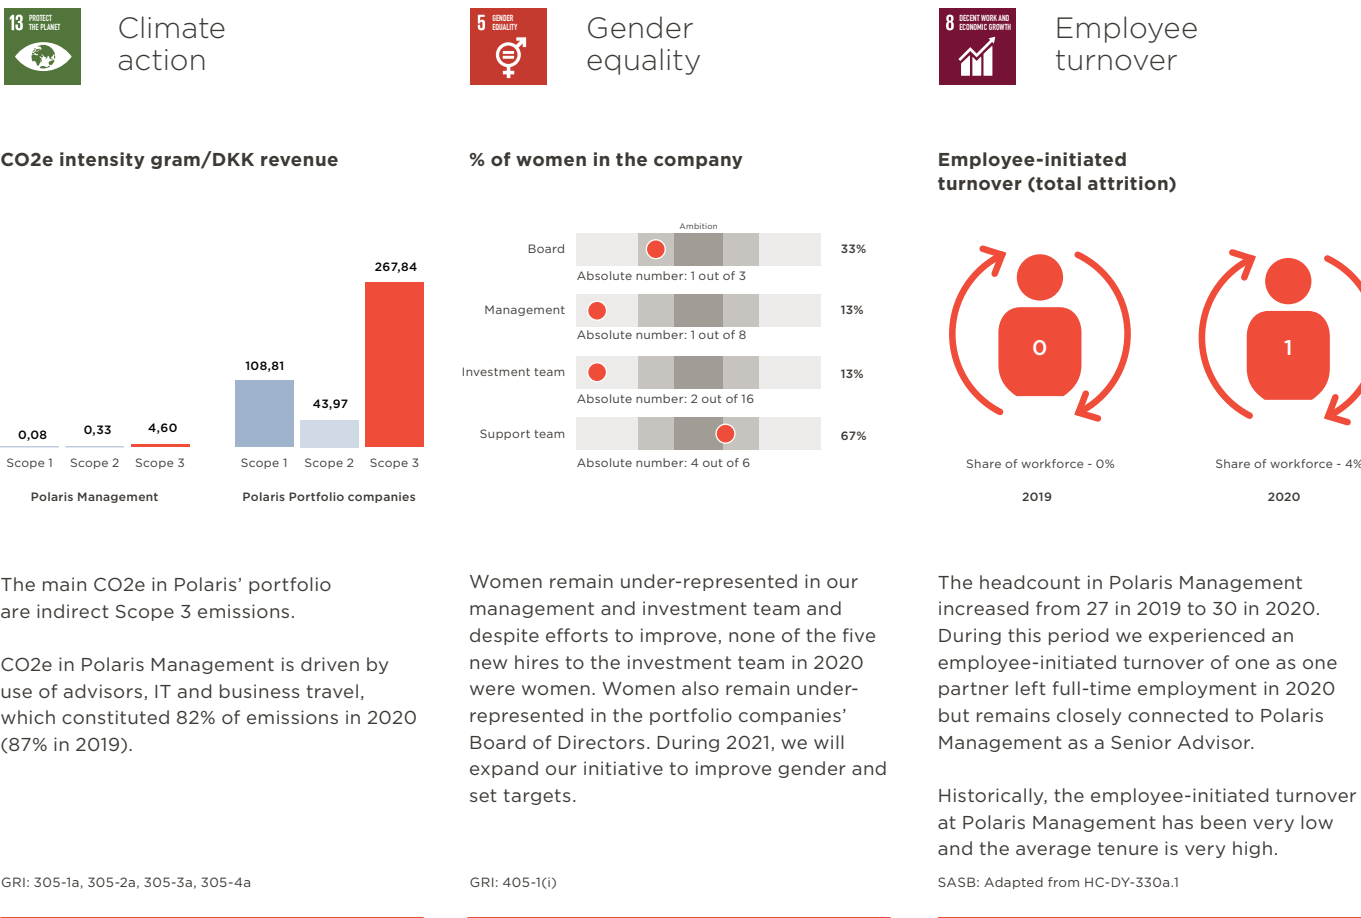 13 PROTECT
THE PLANET
Climate
action
CO2e intensity gram/DKK revenue
267,84
108,81
43,97
0,08
0,33
4,60
Scope 1
Scope 2
Scope 3
Scope 1
Scope 2
Scope 3
Polaris Management
Polaris Portfolio companies
The main CO2e in Polaris’ portfolio
are indirect Scope 3 emissions.
CO2e in Polaris Management is driven by
use of advisors, IT and business travel,
which constituted 82% of emissions in 2020
(87% in 2019).
GRI: 305-1a, 305-2a, 305-3a, 305-4a
5 GENDER
EQUALITY
Gender
equality
% of women in the company
Ambition
Board
33%
Absolute number: 1 out of 3
Management
13%
Absolute number: 1 out of 8
Investment team
13%
Absolute number: 2 out of 16
Support team
67%
Absolute number: 4 out of 6
Women remain under-represented in our
management and investment team and
despite efforts to improve, none of the five
new hires to the investment team in 2020
were women. Women also remain under-
represented in the portfolio companies’
Board of Directors. During 2021, we will
expand our initiative to improve gender and
set targets.
GRI: 405-1(i)
8 DECENT WORK AND
ECONOMIC GROWTH
Employee
turnover
Employee-initiated
turnover (total attrition)
0
1
Share of workforce - 0%
Share of workforce - 4%
2019
2020
The headcount in Polaris Management
increased from 27 in 2019 to 30 in 2020.
During this period we experienced an
employee-initiated turnover of one as one
partner left full-time employment in 2020
but remains closely connected to Polaris
Management as a Senior Advisor.
Historically, the employee-initiated turnover
at Polaris Management has been very low
and the average tenure is very high.
SASB: Adapted from HC-DY-330a.1